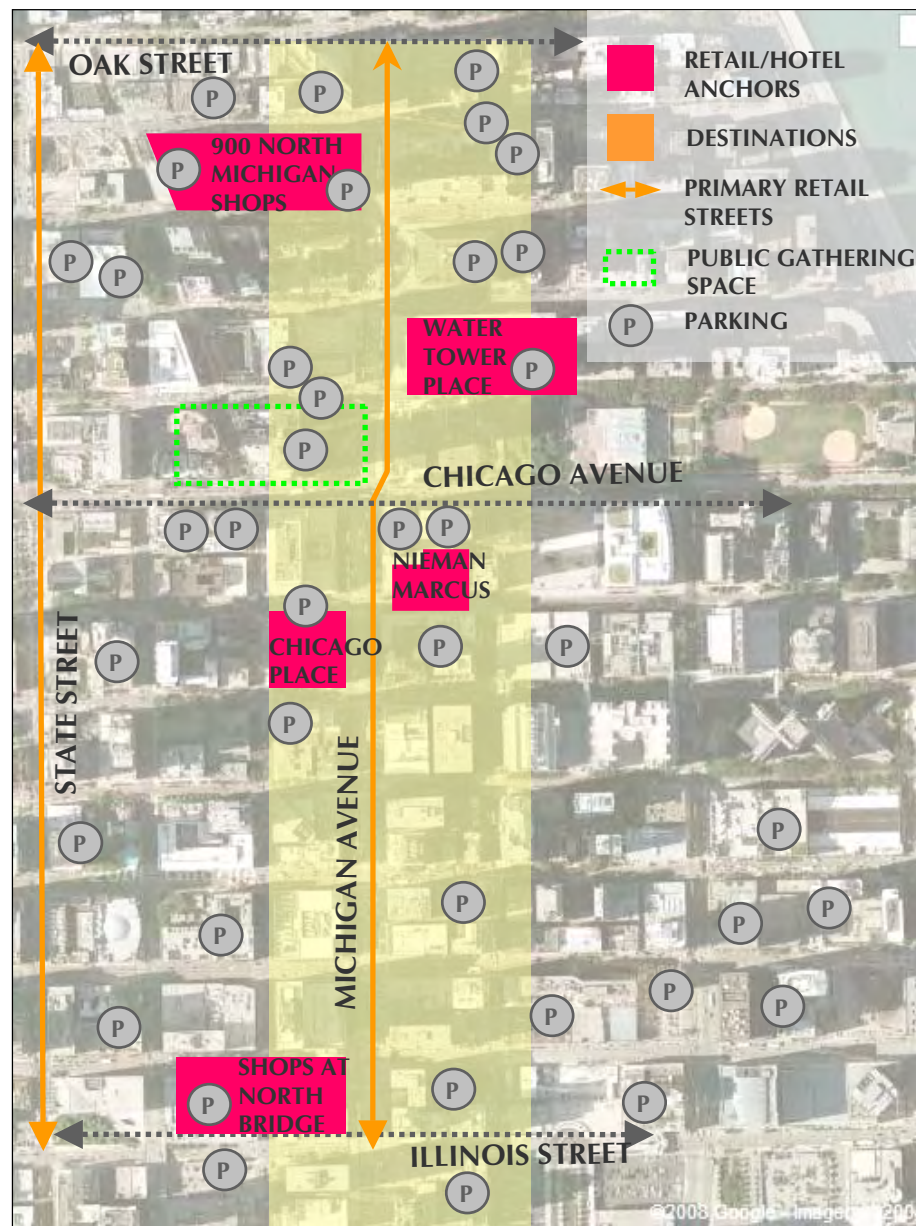 OAK STREET
RETAIL/HOTEL
ANCHORS
DESTINATIONS
PRIMARY RETAIL
STREETS
PUBLIC GATHERING
SPACE
P PARKING
P
P
P
P
P
900 NORTH
MICHIGAN
SHOPS
P
P
P
P
P
P
WATER
TOWER
PLACE
P
P
P
P
CHICAGO AVENUE
P
P
P
P
NIEMAN
MARCUS
P
CHICAGO
PLACE
P
P
P
P
STATE STREET
MICHIGAN AVENUE
P
P
P
P
P
P
P
P
P
P
SHOPS AT
NORTH
BRIDGE
P
P
P
ILLINOIS STREET
P
P
©2008 Google - Imagery ©200